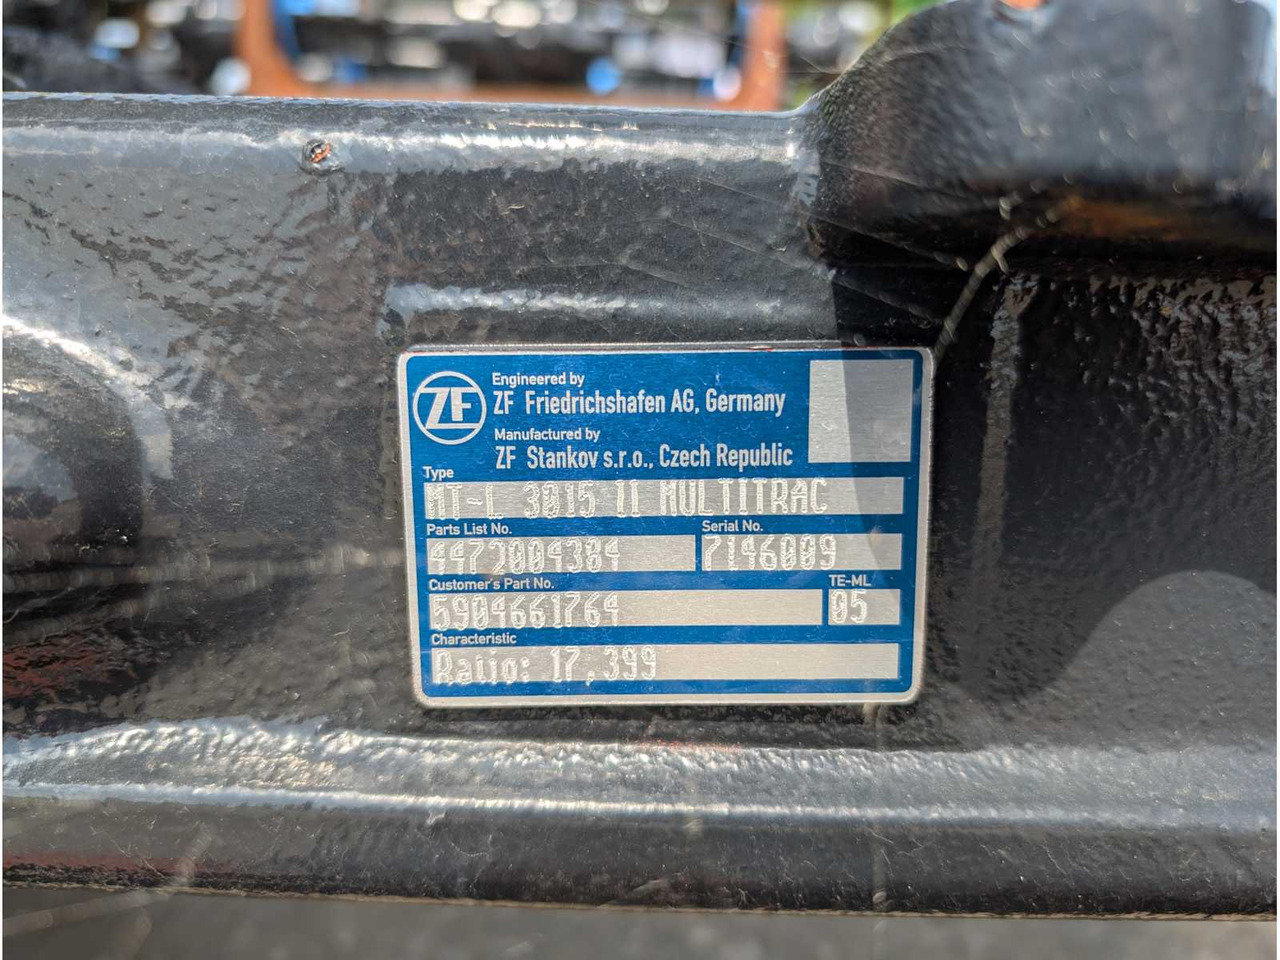 ZF
Engineered by
ZF Friedrichshafen AG, Germany
Manufactured by
ZF Stankov s.r.o., Czech Republic
Type
MT-L 3015 II MULTITRAC
Parts List No.
Serial No.
4472004384
7146009
Customer's Part No.
TE-ML
5904661764
05
Characteristic
Ratio: 17,399